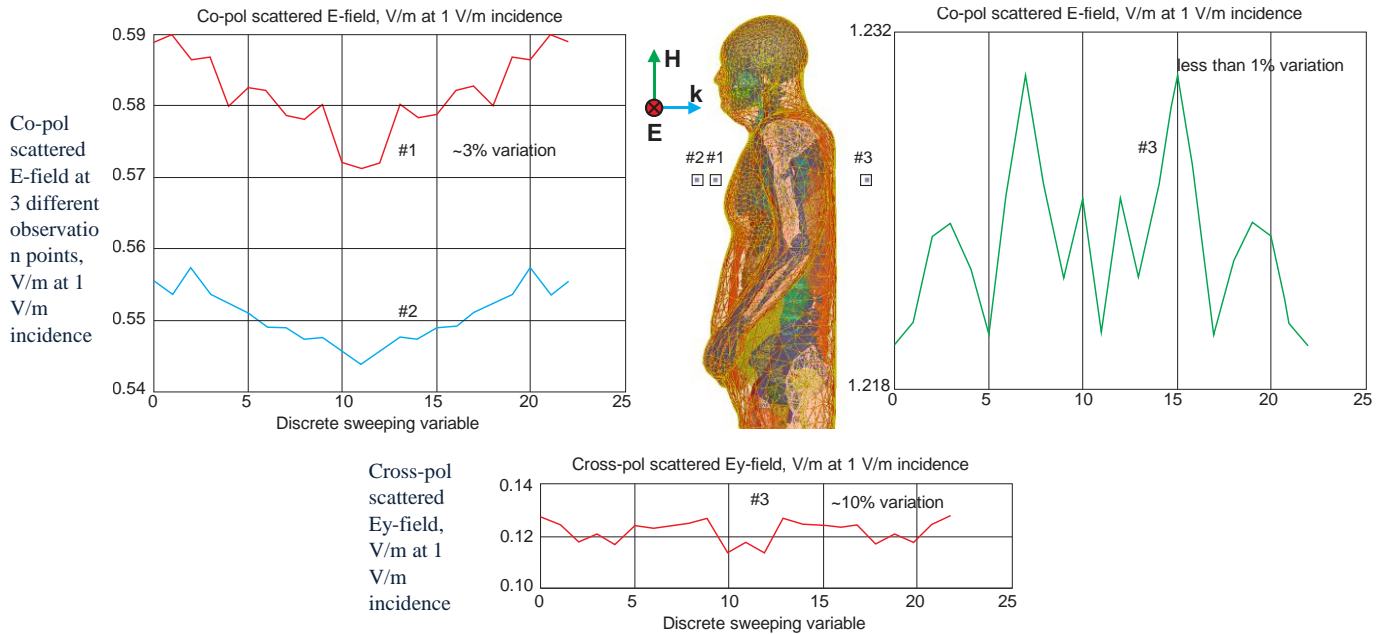 Co-pol scattered E-field, V/m at 1 V/m incidence
0.59
0.58
0.57
0.56
0.55
0.54
#1
~3% variation
#2
0 5 10 15 20 25
Discrete sweeping variable
Co-pol
scattered
E-field at
3 different
observatio
n points,
V/m at 1
V/m
incidence
H
k
E
#2 #1
#3
Co-pol scattered E-field, V/m at 1 V/m incidence
1.232
less than 1% variation
#3
1.218
0 5 10 15 20 25
Discrete sweeping variable
Cross-pol
scattered
Ey-field,
V/m at 1
V/m
incidence
Cross-pol scattered Ey-field, V/m at 1 V/m incidence
0.14
0.12
0.10
#3
~10% variation
0 5 10 15 20 25
Discrete sweeping variable